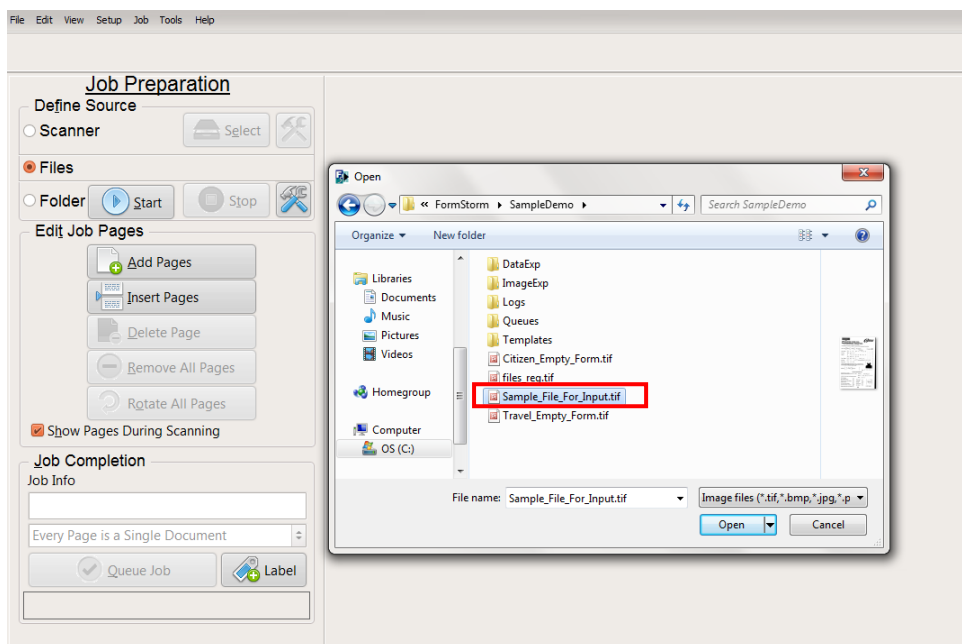 File Edit View Setup Job Tools Help
Job Preparation
Define Source
Scanner
Select
Files
Folder
Start
Stop
Edit Job Pages
Add Pages
Insert Pages
Delete Page
Remove All Pages
Rotate All Pages
Show Pages During Scanning
Job Completion
Job Info
Every Page is a Single Document
Queue Job
Label
Open
« FormStorm SampleDemo
Search SampleDemo
Organize New folder
Libraries
Documents
Music
Pictures
Videos
Homegroup
Computer
OS (C:)
DataExp
ImageExp
Logs
Queues
Templates
Citizen_Empty_Form.tif
files_reg.tif
Sample_File_For_Input.tif
Travel_Empty_Form.tif
File name: Sample_File_For_Input.tif
Image files (*.tif,*.bmp,*.jpg,*.p
Open Cancel